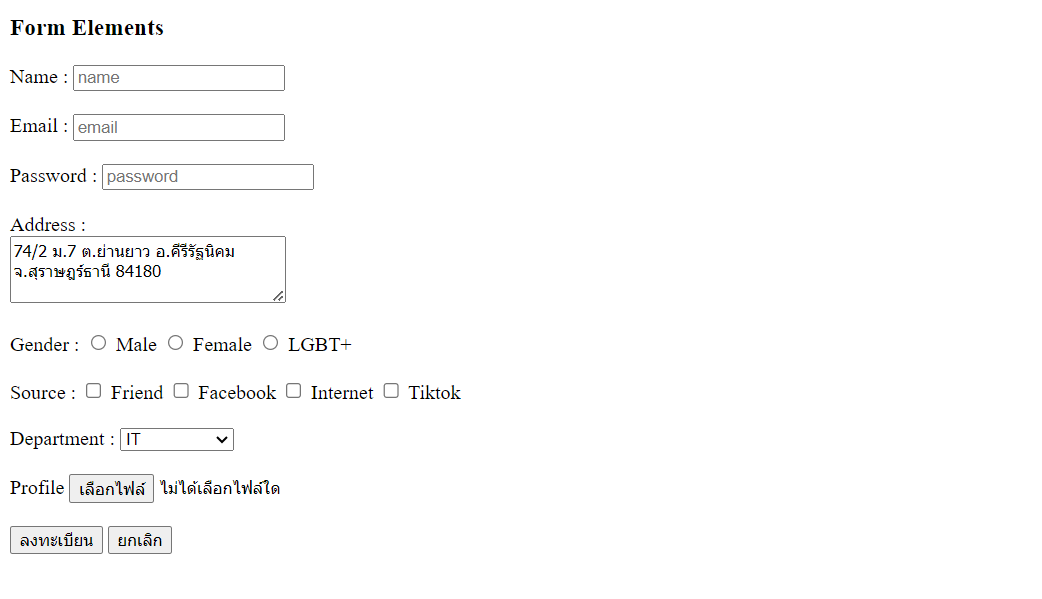 Form Elements
Name : name
Email : email
Password : password
Address :
74/2 ม.7 ต.ย่านยาว อ.คีรีรัฐนิคม
จ.สุราษฎร์ธานี 84180
Gender : Male Female LGBT+
Source : Friend Facebook Internet Tiktok
Department : IT
Profile เลือกไฟล์ ไม่ได้เลือกไฟล์ใด
ลงทะเบียน ยกเลิก